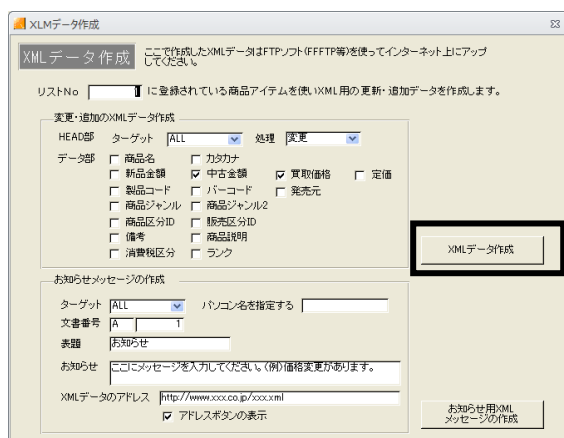 XLMデータ作成
XMLデータ作成
ここで作成したXMLデータはFTPソフト(FFFTP等)を使ってインターネット上にアップ
してください。
リストNo 1 に登録されている商品アイテムを使いXML用の更新・追加データを作成します。
変更・追加のXMLデータ作成
HEAD部 ターゲット ALL 処理 変更
データ部 商品名 カタカナ
新品金額 中古金額 買取価格 定価
製品コード バーコード 発売元
商品ジャンル 商品ジャンル2
商品区分ID 販売区分ID
備考 商品説明
消費税区分 ランク
XMLデータ作成
お知らせメッセージの作成
ターゲット ALL パソコン名を指定する
文書番号 A 1
表題 お知らせ
お知らせ ここにメッセージを入力してください。(例)価格変更があります。
XMLデータのアドレス http://www.xxx.co.jp/xxx.xml
アドレスボタンの表示
お知らせ用XML
メッセージの作成